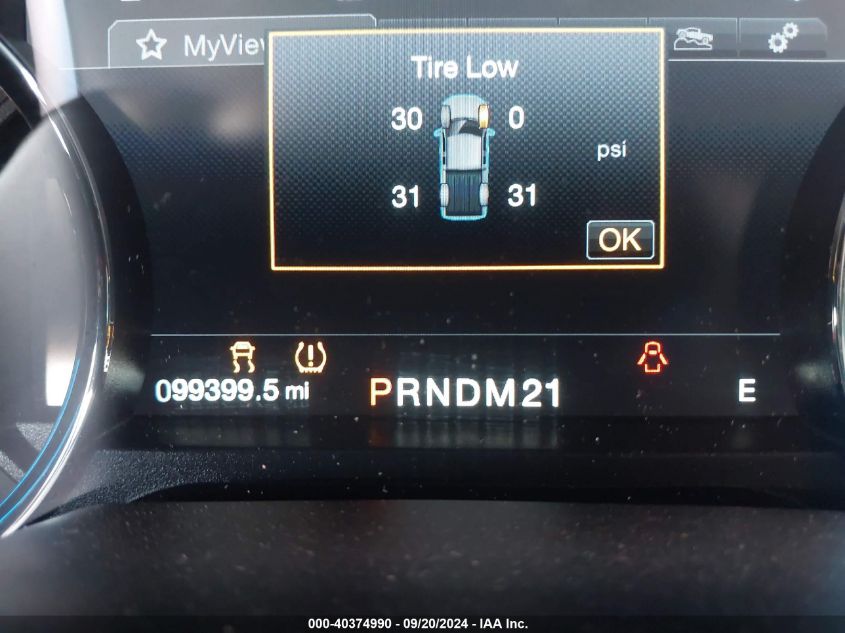 MyView
Tire Low
30 0
psi
31 31
OK
099399.5 mi PRNDM21 E
000-40374990 - 09/20/2024 - IAA Inc.